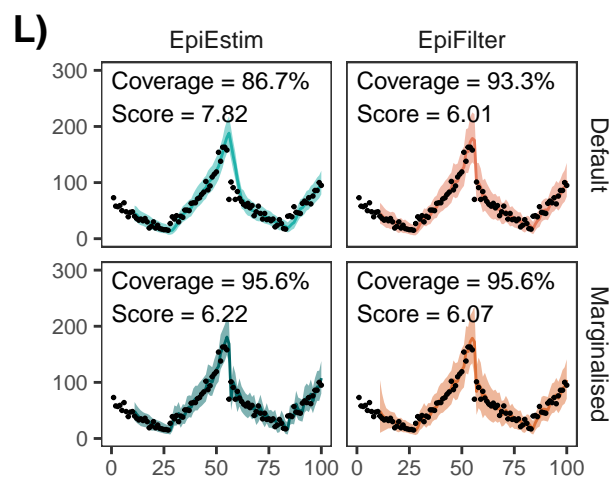 L)
EpiEstim
EpiFilter
300
200
100
0
Coverage = 86.7%
Score = 7.82
Coverage = 93.3%
Score = 6.01
Default
300
200
100
0
Coverage = 95.6%
Score = 6.22
Coverage = 95.6%
Score = 6.07
Marginalised
0 25 50 75 100
0 25 50 75 100